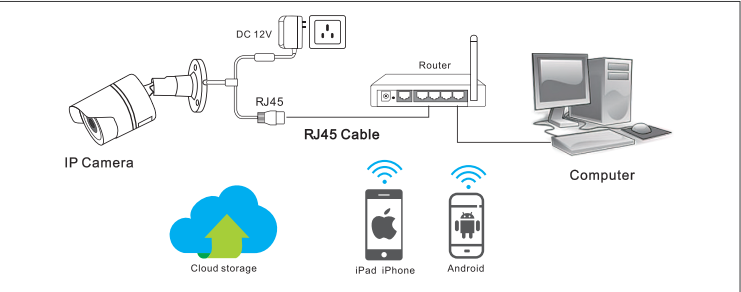 DC 12V
Router
RJ45
RJ45 Cable
IP Camera
Computer
Cloud storage
iPad iPhone
Android